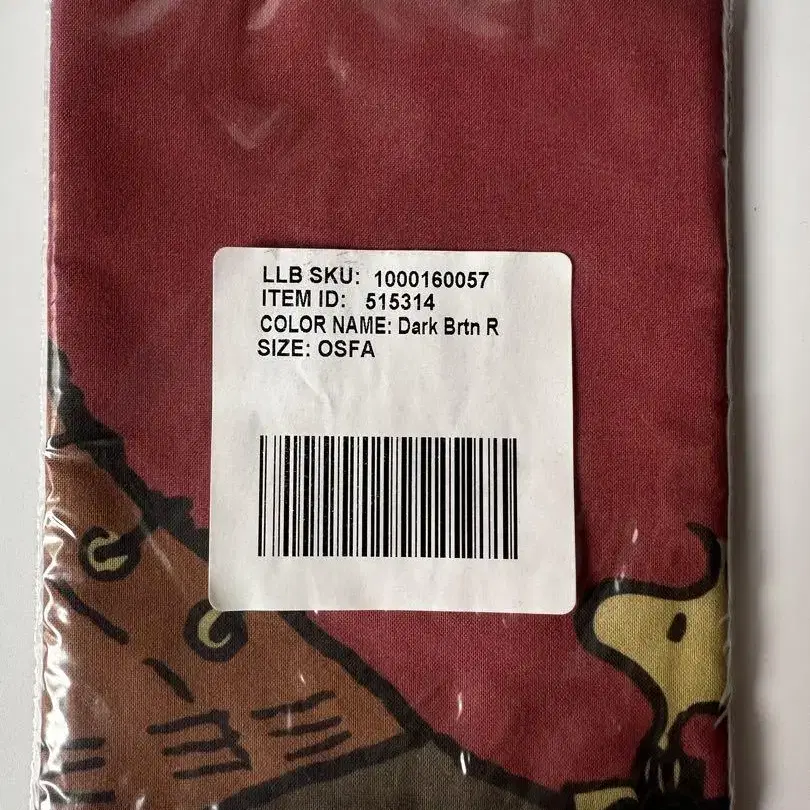 LLB SKU: 1000160057
ITEM ID: 515314
COLOR NAME: Dark Brtn R
SIZE: OSFA